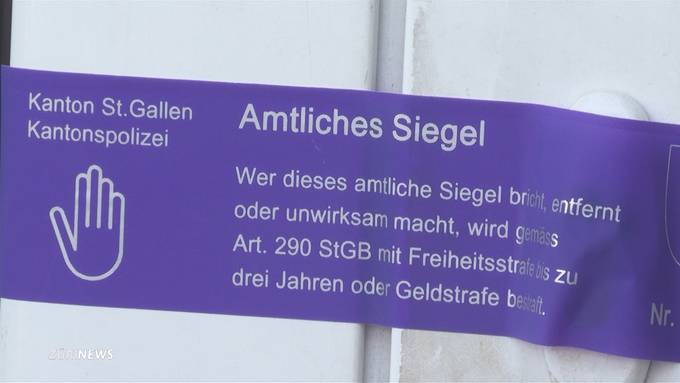 Kanton St.Gallen
Kantonspolizei
Amtliches Siegel
Wer dieses amtliche Siegel bricht, entfernt
oder unwirksam macht, wird gemäss
Art. 290 StGB mit Freiheitsstrafe bis zu
drei Jahren oder Geldstrafe bestraft.
Nr.
ZÜRINEWS